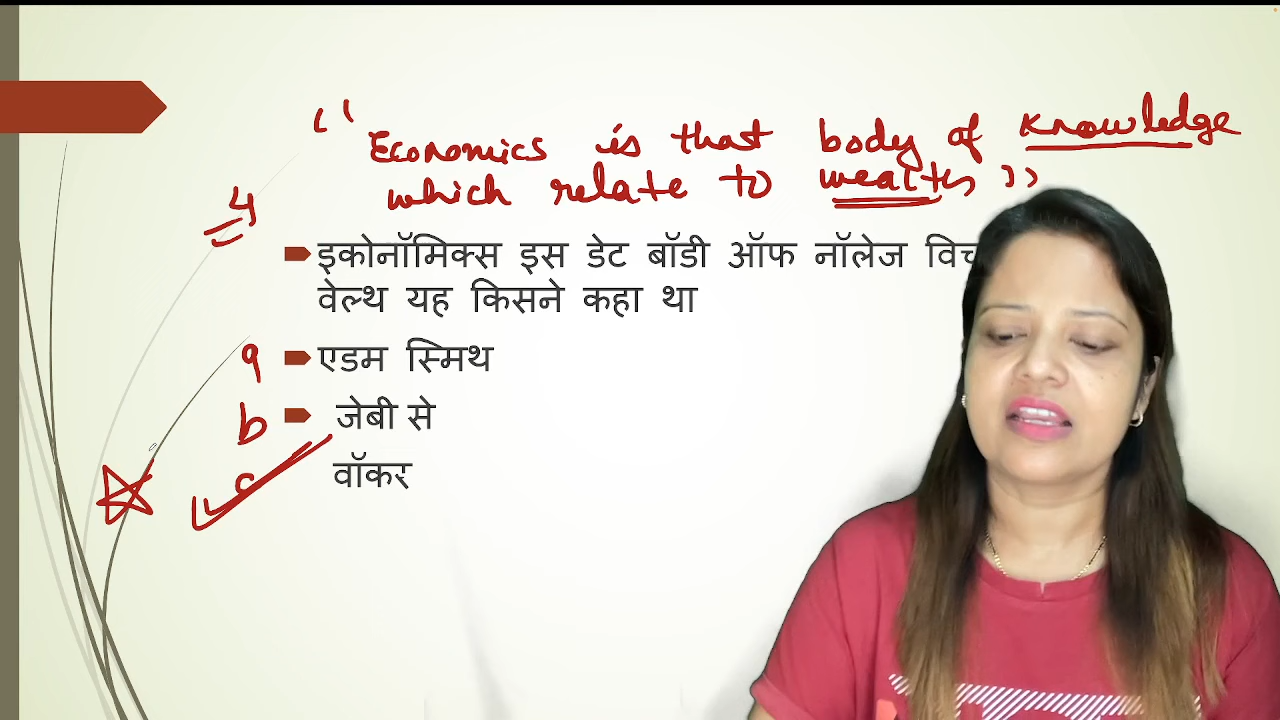 " Economics is that body of knowledge
which relate to wealth "
4
इकोनॉमिक्स इस डेट बॉडी ऑफ नॉलेज विच
वेल्थ यह किसने कहा था
a एडम स्मिथ
b जेबी से
c वॉकर